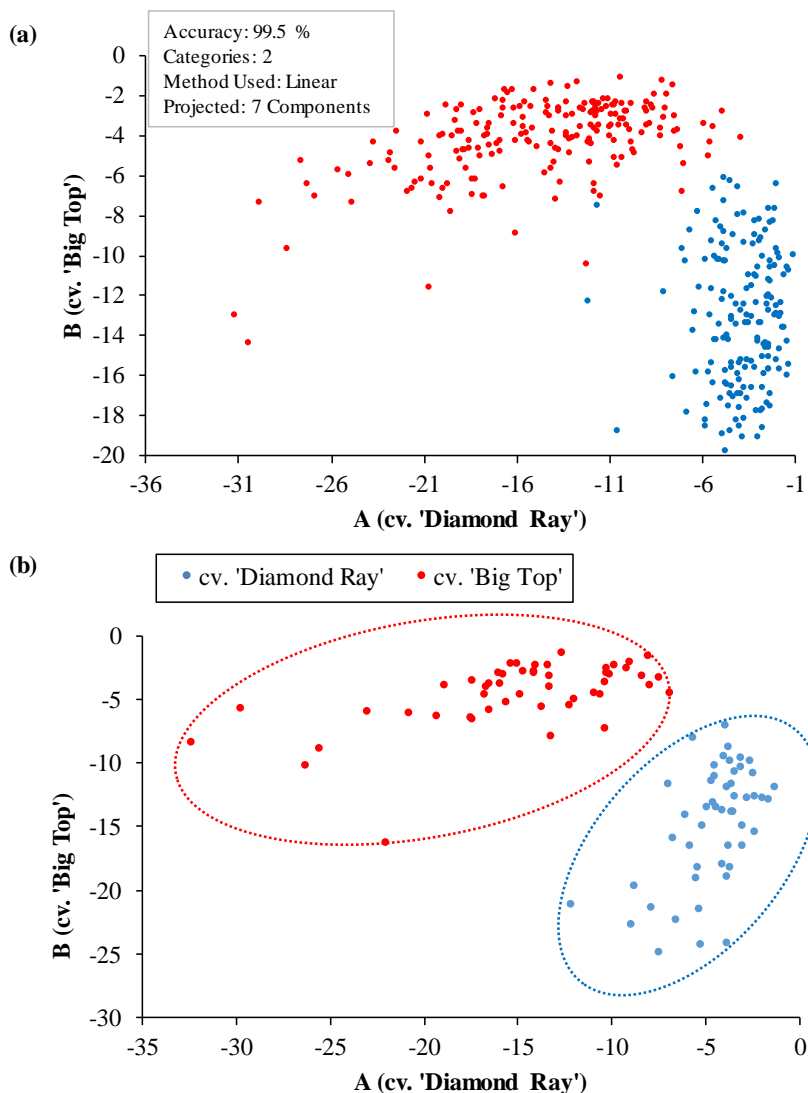 (a)
Accuracy: 99.5 %
Categories: 2
Method Used: Linear
Projected: 7 Components
0
-2
-4
-6
-8
-10
-12
-14
-16
-18
-20
B (cv. 'Big Top')
-36 -31 -26 -21 -16 -11 -6 -1
A (cv. 'Diamond Ray')
(b)
cv. 'Diamond Ray' cv. 'Big Top'
0
-5
-10
-15
-20
-25
-30
B (cv. 'Big Top')
-35 -30 -25 -20 -15 -10 -5 0
A (cv. 'Diamond Ray')